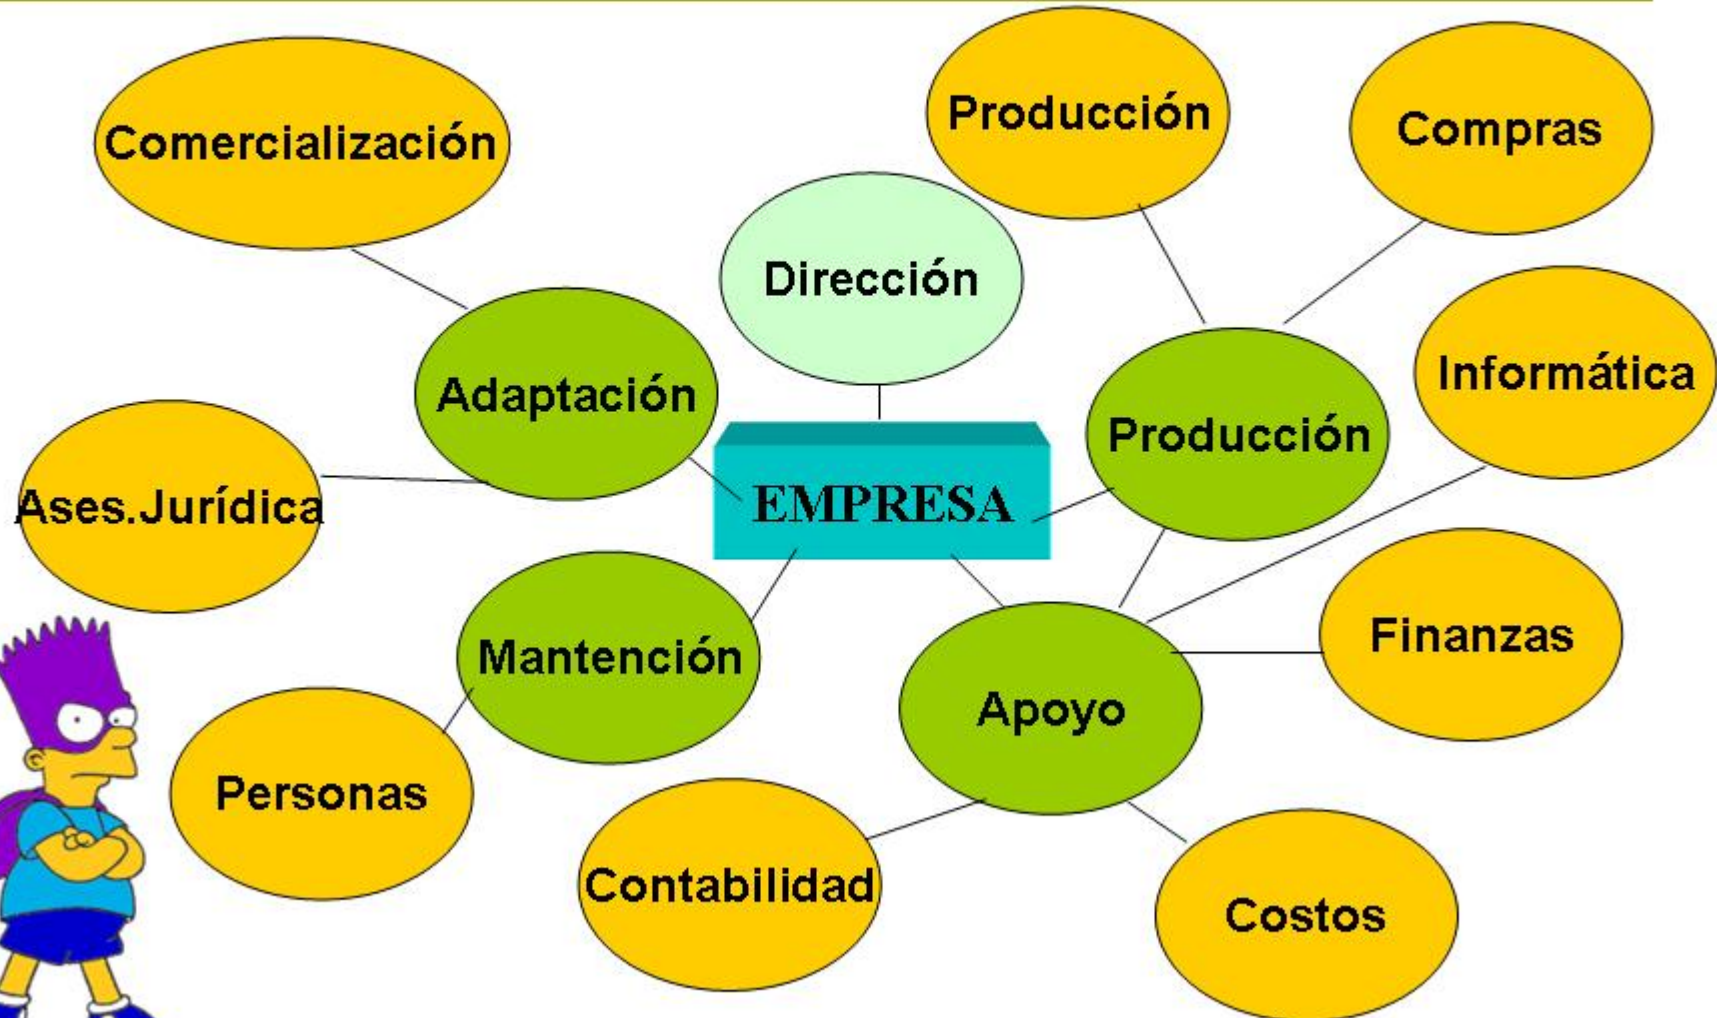 Producción
Compras
Comercialización
Dirección
Informática
Adaptación
Producción
EMPRESA
Ases.Jurídica
Finanzas
Mantención
Apoyo
Personas
Contabilidad
Costos